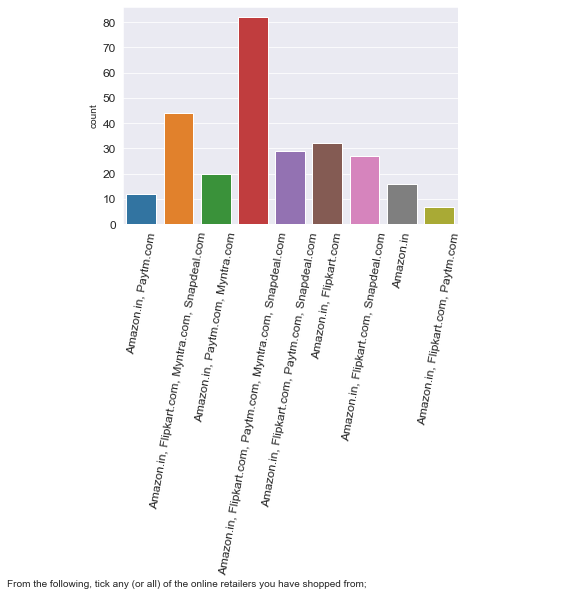 80
70
60
50
40
30
20
10
0
count
Amazon.in, Paytm.com
Amazon.in, Flipkart.com, Myntra.com, Snapdeal.com
Amazon.in, Paytm.com, Myntra.com
Amazon.in, Flipkart.com, Paytm.com, Myntra.com, Snapdeal.com
Amazon.in, Flipkart.com, Paytm.com, Snapdeal.com
Amazon.in, Flipkart.com
Amazon.in, Flipkart.com, Snapdeal.com
Amazon.in
Amazon.in, Flipkart.com, Paytm.com
From the following, tick any (or all) of the online retailers you have shopped from;